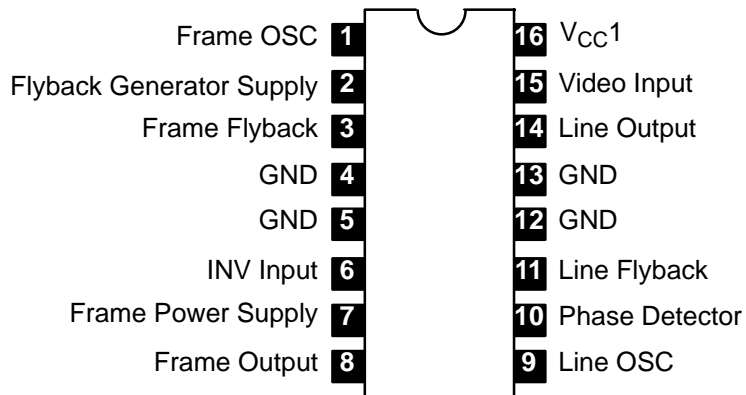 Frame OSC 1 16 VCC1
Flyback Generator Supply 2 15 Video Input
Frame Flyback 3 14 Line Output
GND 4 13 GND
GND 5 12 GND
INV Input 6 11 Line Flyback
Frame Power Supply 7 10 Phase Detector
Frame Output 8 9 Line OSC